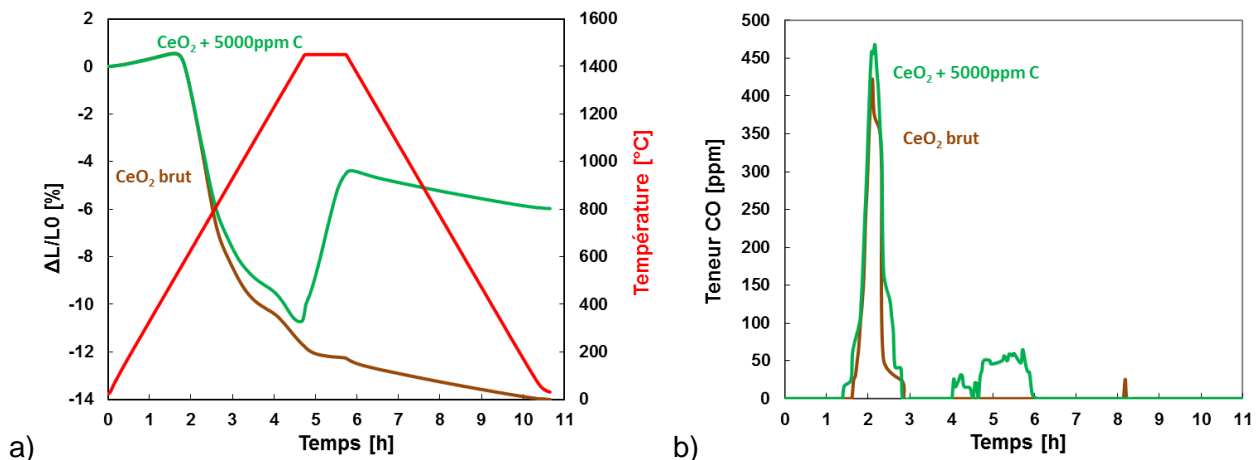 2
0
-2
-4
-6
-8
-10
-12
-14
ΔL/L0 [%]
CeO2 + 5000ppm C
CeO2 brut
0 1 2 3 4 5 6 7 8 9 10 11
Temps [h]
1600
1400
1200
1000
800
600
400
200
0
Température [°C]
a)
500
450
400
350
300
250
200
150
100
50
0
Teneur CO [ppm]
CeO2 + 5000ppm C
CeO2 brut
0 1 2 3 4 5 6 7 8 9 10 11
Temps [h]
b)